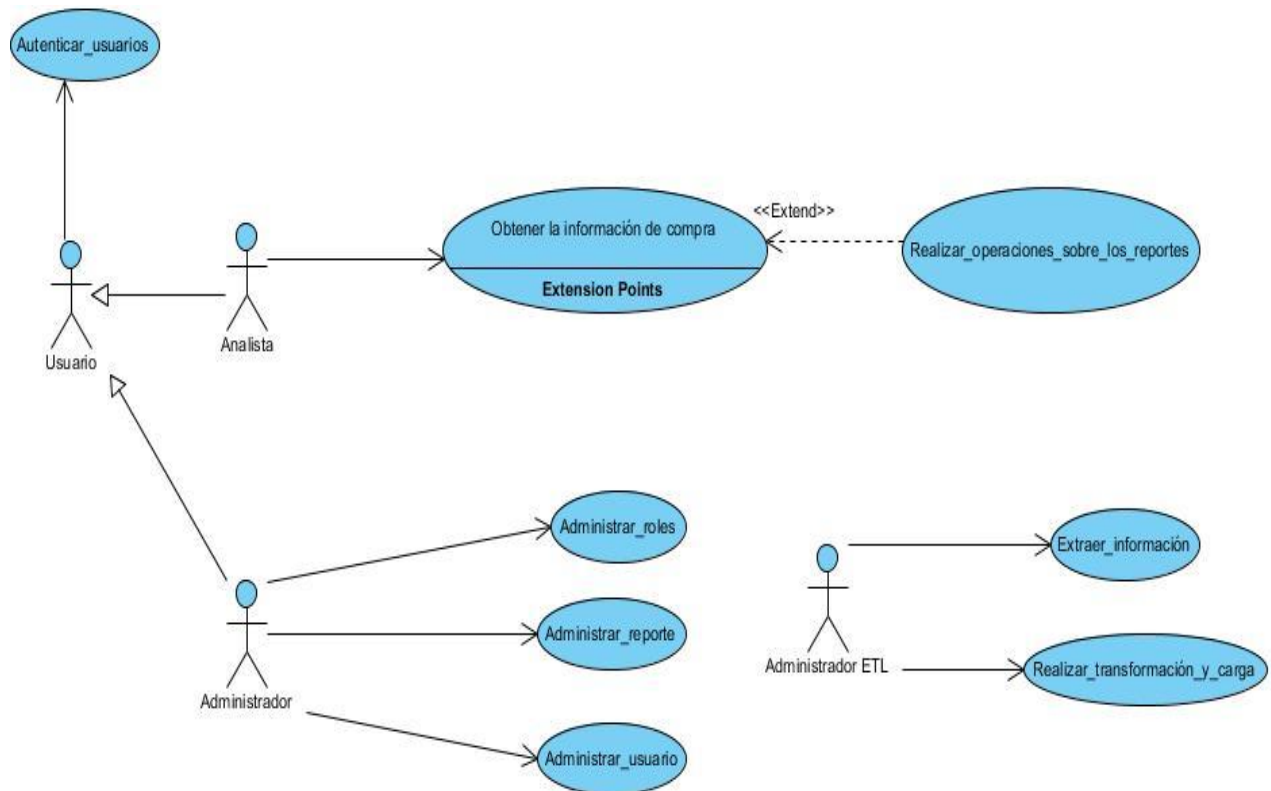 Autenticar_usuarios
Obtener la información de compra
Extension Points
<<Extend>>
Realizar_operaciones_sobre_los_reportes
Usuario
Analista
Administrar_roles
Administrar_reporte
Administrar_usuario
Administrador
Extraer_información
Realizar_transformación_y_carga
Administrador ETL